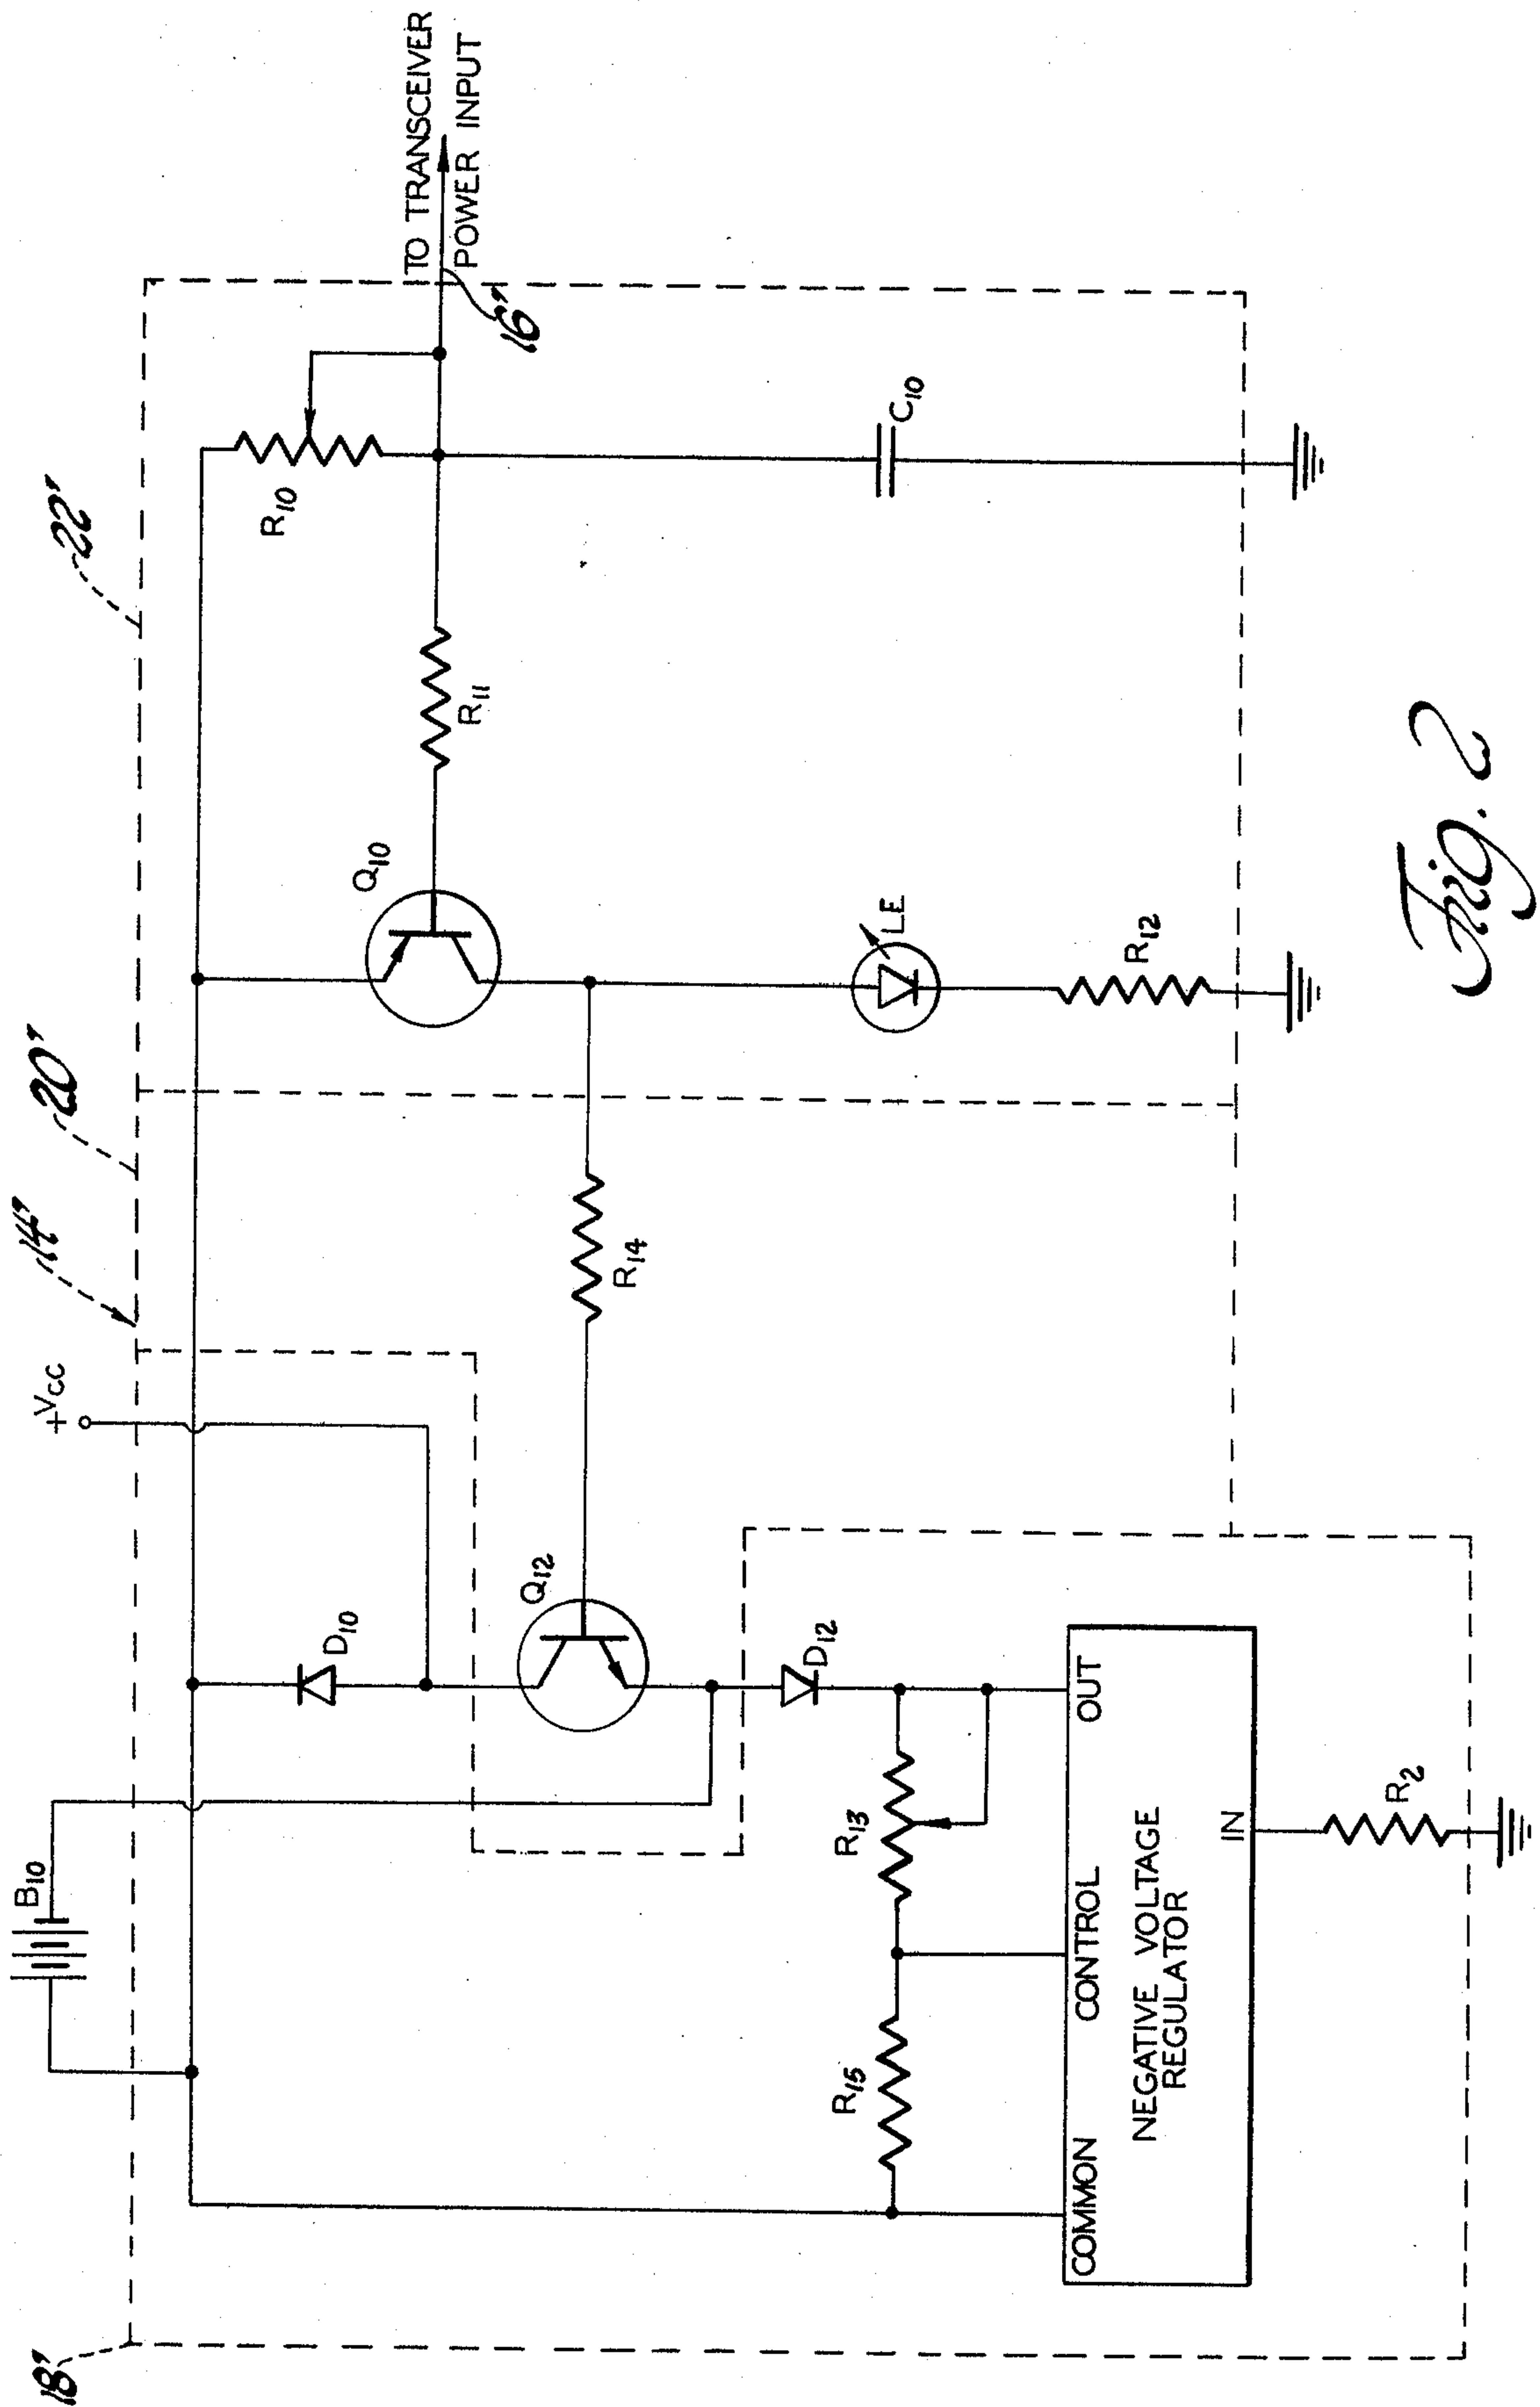 18'
14'
20'
22'
B10
+VCC
D10
Q12
D12
R14
Q10
R11
R10
TO TRANSCEIVER
POWER INPUT
16'
R15
R13
LE
C10
R12
COMMON
CONTROL
OUT
NEGATIVE VOLTAGE
REGULATOR
IN
R2
Fig. 2